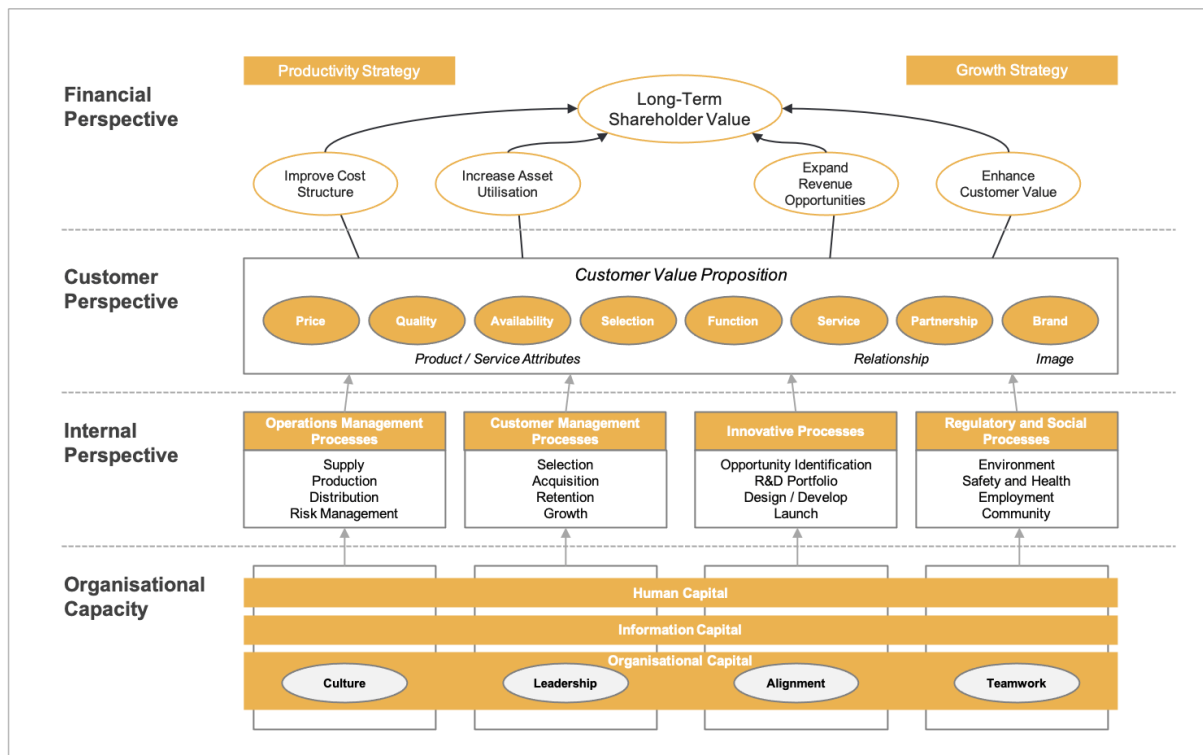 Productivity Strategy
Growth Strategy
Financial
Perspective
Long-Term
Shareholder Value
Improve Cost
Structure
Increase Asset
Utilisation
Expand
Revenue
Opportunities
Enhance
Customer Value
Customer
Perspective
Customer Value Proposition
Price
Quality
Availability
Selection
Function
Service
Partnership
Brand
Product / Service Attributes
Relationship
Image
Internal
Perspective
Operations Management
Processes
Supply
Production
Distribution
Risk Management
Customer Management
Processes
Selection
Acquisition
Retention
Growth
Innovative Processes
Opportunity Identification
R&D Portfolio
Design / Develop
Launch
Regulatory and Social
Processes
Environment
Safety and Health
Employment
Community
Organisational
Capacity
Human Capital
Information Capital
Organisational Capital
Culture
Leadership
Alignment
Teamwork